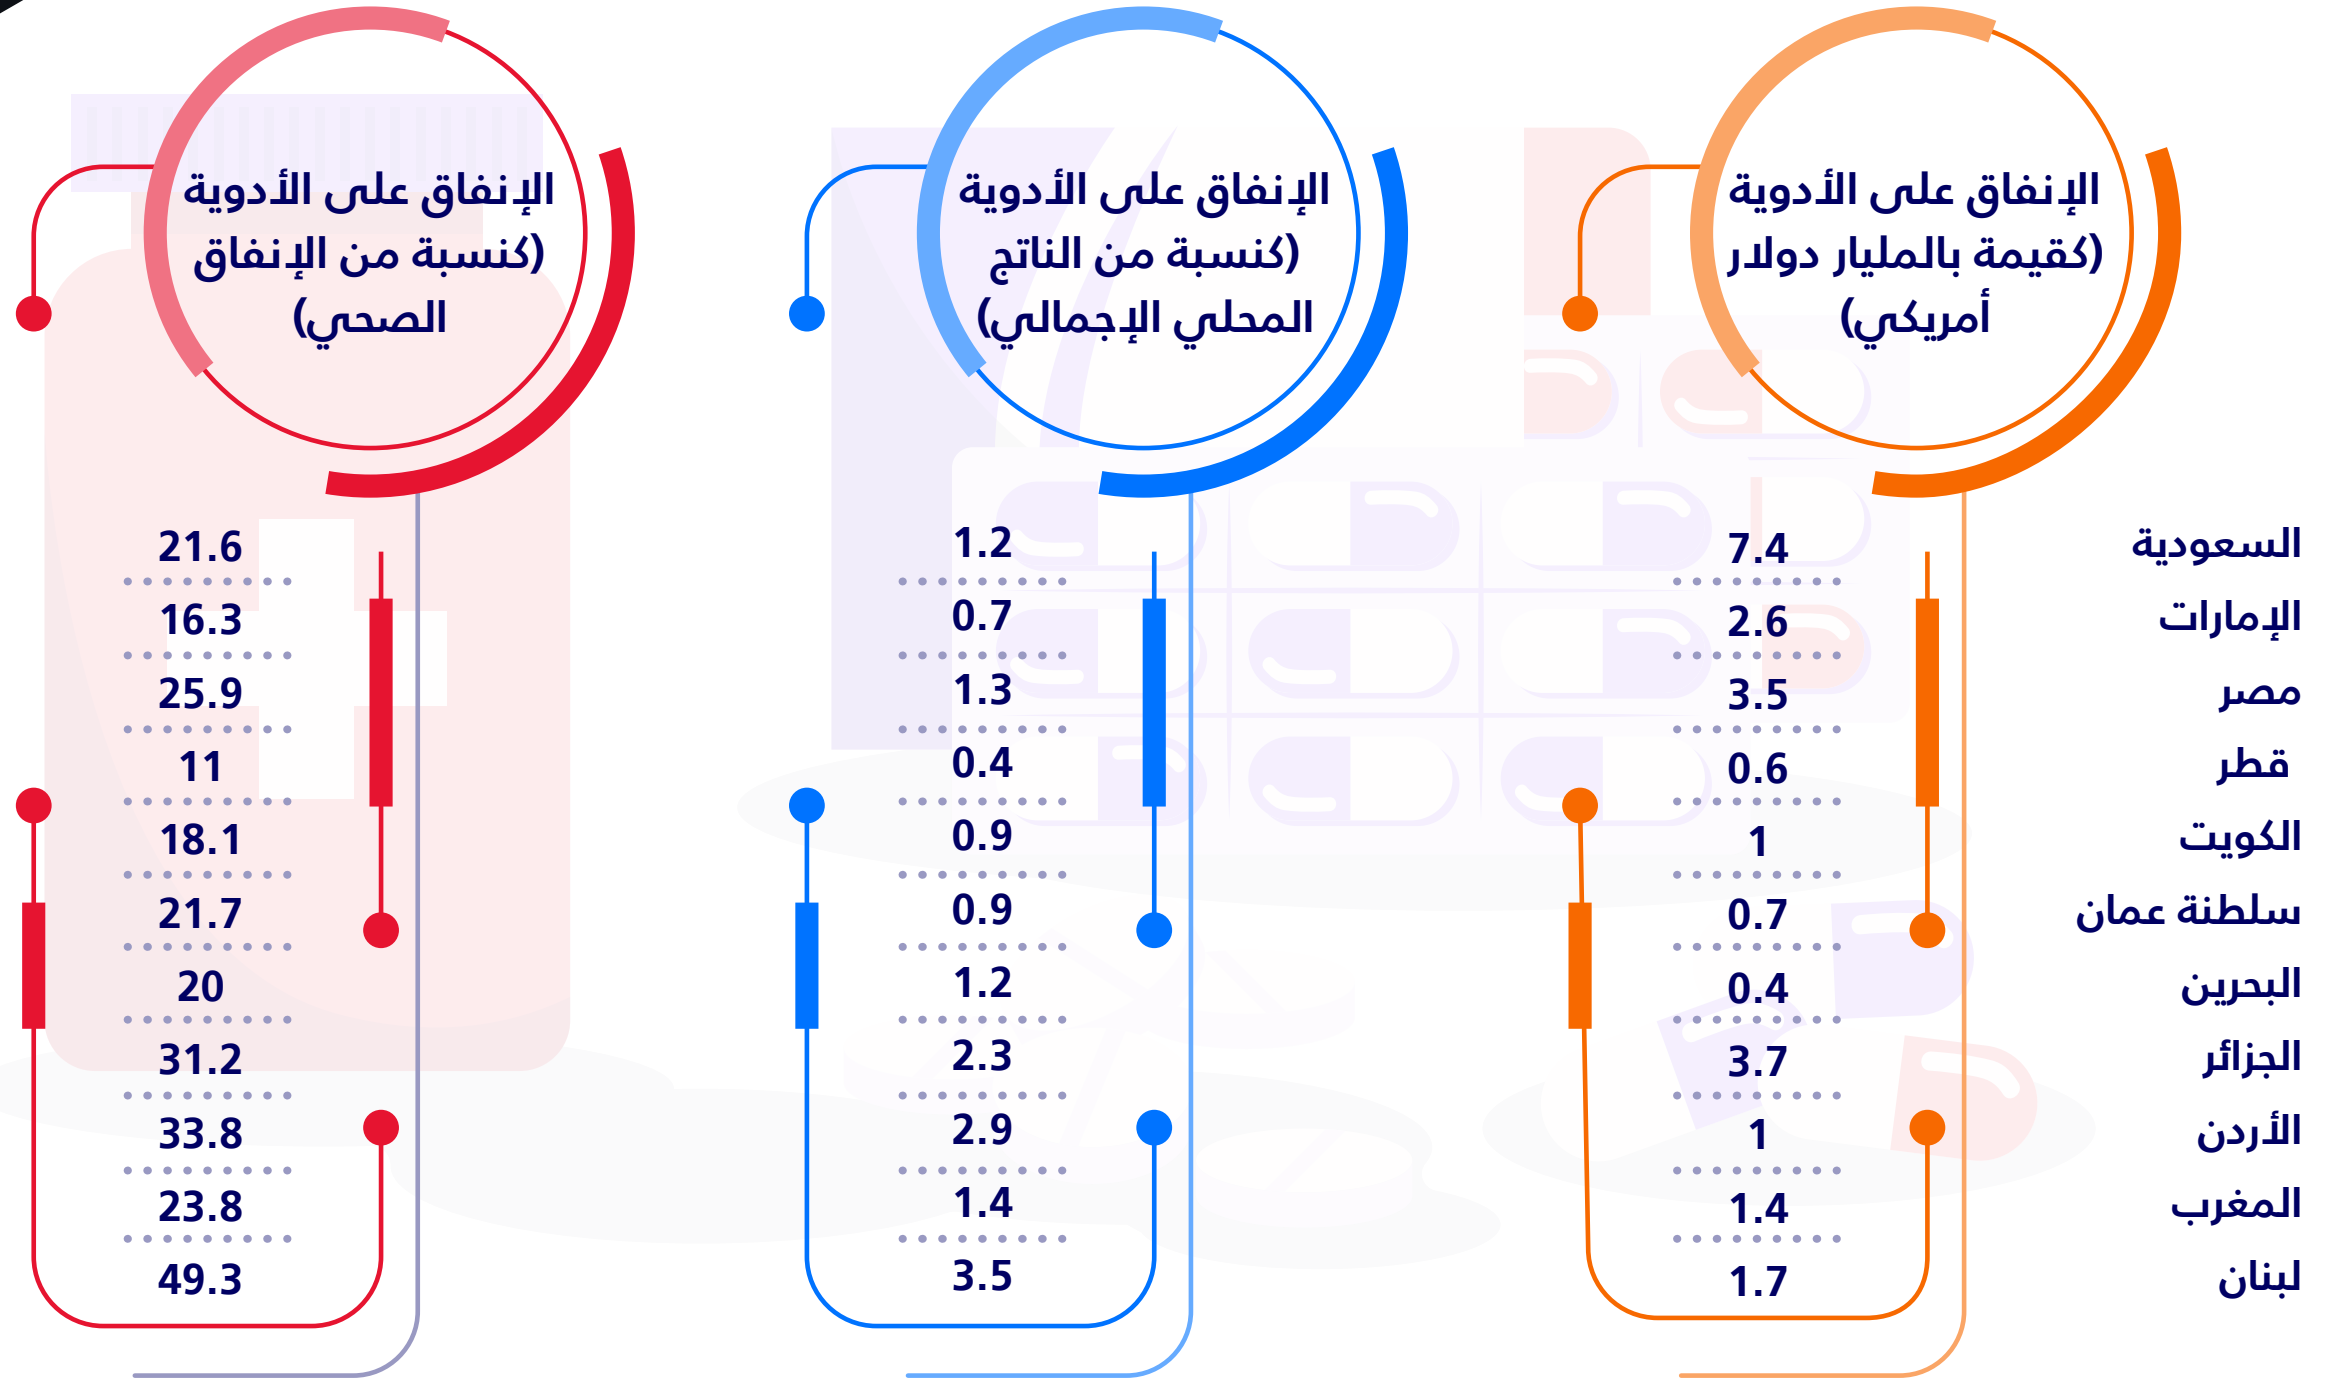 الإنفاق على الأدوية
(كقيمة بالمليار دولار
أمريكي)
الإنفاق على الأدوية
(كنسبة من الناتج
المحلي الإجمالي)
الإنفاق على الأدوية
(كنسبة من الإنفاق
الصحي)
السعودية 7.4 1.2 21.6
الإمارات 2.6 0.7 16.3
مصر 3.5 1.3 25.9
قطر 0.6 0.4 11
الكويت 1 0.9 18.1
سلطنة عمان 0.7 0.9 21.7
البحرين 0.4 1.2 20
الجزائر 3.7 2.3 31.2
الأردن 1 2.9 33.8
المغرب 1.4 1.4 23.8
لبنان 1.7 3.5 49.3